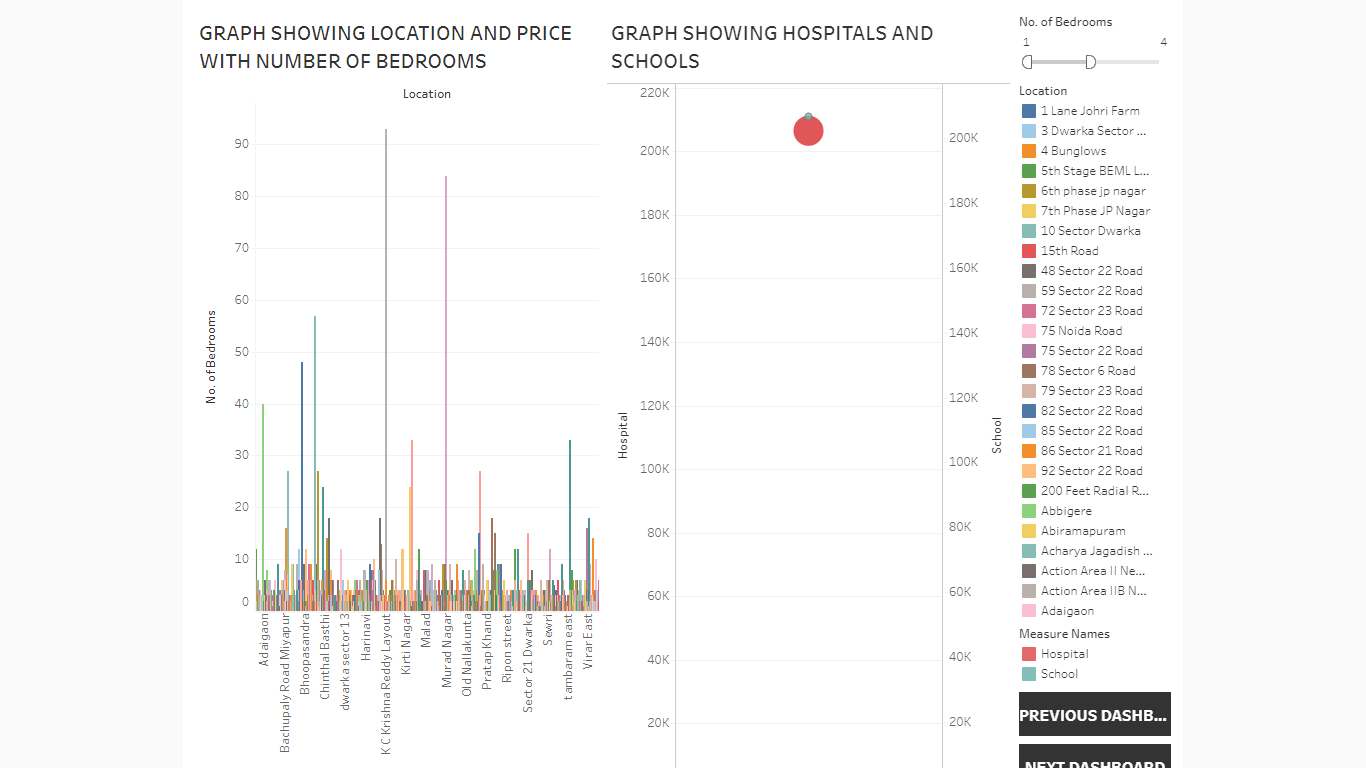 GRAPH SHOWING LOCATION AND PRICE
WITH NUMBER OF BEDROOMS
Location
No. of Bedrooms
90
80
70
60
50
40
30
20
10
0
Adaigaon
Bachupaly Road Miyapur
Bhoopasandra
Chinthal Basthi
dwarka sector 13
Harinavi
K C Krishna Reddy Layout
Kirti Nagar
Malad
Murad Nagar
Old Nallakunta
Pratap Khand
Ripon street
Sector 21 Dwarka
Sewri
tambaram east
Virar East
GRAPH SHOWING HOSPITALS AND
SCHOOLS
Hospital
220K
200K
180K
160K
140K
120K
100K
80K
60K
40K
20K
School
200K
180K
160K
140K
120K
100K
80K
60K
40K
20K
No. of Bedrooms
1 4
Location
1 Lane Johri Farm
3 Dwarka Sector ...
4 Bunglows
5th Stage BEML L...
6th phase jp nagar
7th Phase JP Nagar
10 Sector Dwarka
15th Road
48 Sector 22 Road
59 Sector 22 Road
72 Sector 23 Road
75 Noida Road
75 Sector 22 Road
78 Sector 6 Road
79 Sector 23 Road
82 Sector 22 Road
85 Sector 22 Road
86 Sector 21 Road
92 Sector 22 Road
200 Feet Radial R...
Abbigere
Abiramapuram
Acharya Jagadish ...
Action Area II Ne...
Action Area IIB N...
Adaigaon
Measure Names
Hospital
School
PREVIOUS DASHB...
NEXT DASHBOARD